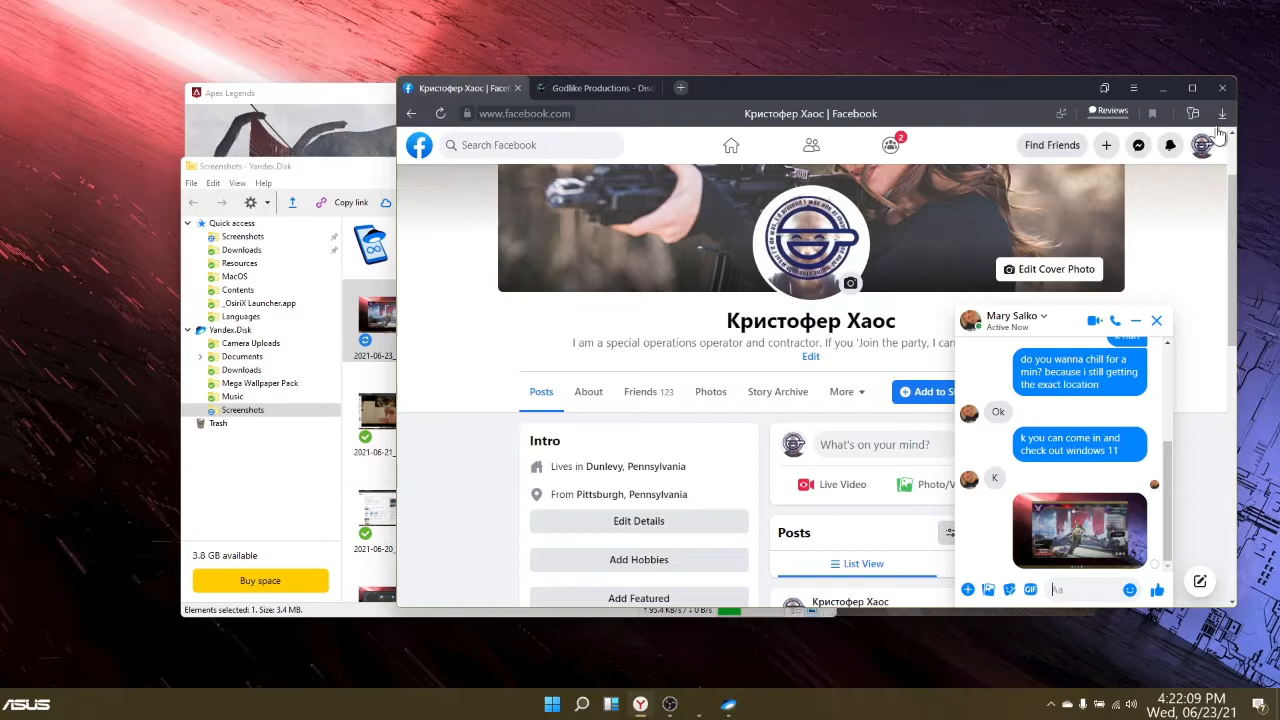 Apex Legends
Кристофер Хаос | Facel
Godlike Productions - Disc
www.facebook.com
Кристофер Хаос | Facebook
Reviews
Search Facebook
2
Find Friends
Screenshots - Yandex.Disk
File Edit View Help
Copy link
Quick access
Screenshots
Downloads
Resources
MacOS
Contents
_OsiriX Launcher.app
Languages
Yandex.Disk
Camera Uploads
Documents
Downloads
Mega Wallpaper Pack
Music
Screenshots
Trash
3.8 GB available
Buy space
Elements selected: 1. Size: 3.4 MB.
2021-06-23_
2021-06-21_
2021-06-20_
Edit Cover Photo
Кристофер Хаос
I am a special operations operator and contractor. If you 'Join the party, I can
Edit
Posts About Friends 123 Photos Story Archive More
Add to S
Intro
Lives in Dunlevy, Pennsylvania
From Pittsburgh, Pennsylvania
Edit Details
Add Hobbies
Add Featured
What's on your mind?
Live Video
Photo/V
Posts
List View
Кристофер Хаос
Mary Salko
Active Now
do you wanna chill for a
min? because i still getting
the exact location
Ok
k you can come in and
check out windows 11
K
GIF
Aa
ASUS
4:22:09 PM
Wed, 06/23/21